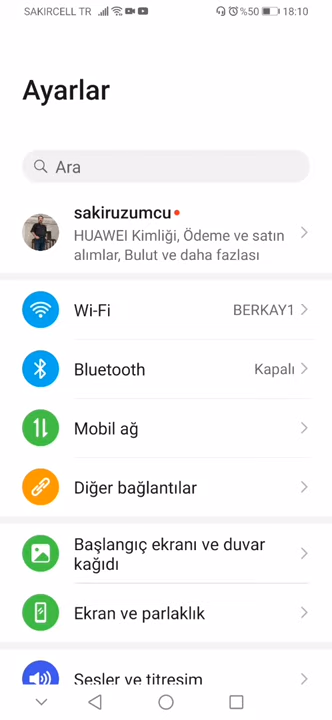 SAKIRCELL TR
%50 18:10
Ayarlar
Ara
sakiruzumcu
HUAWEI Kimliği, Ödeme ve satın
alımlar, Bulut ve daha fazlası
Wi-Fi BERKAY1
Bluetooth Kapalı
Mobil ağ
Diğer bağlantılar
Başlangıç ekranı ve duvar
kağıdı
Ekran ve parlaklık
Sesler ve titreşim